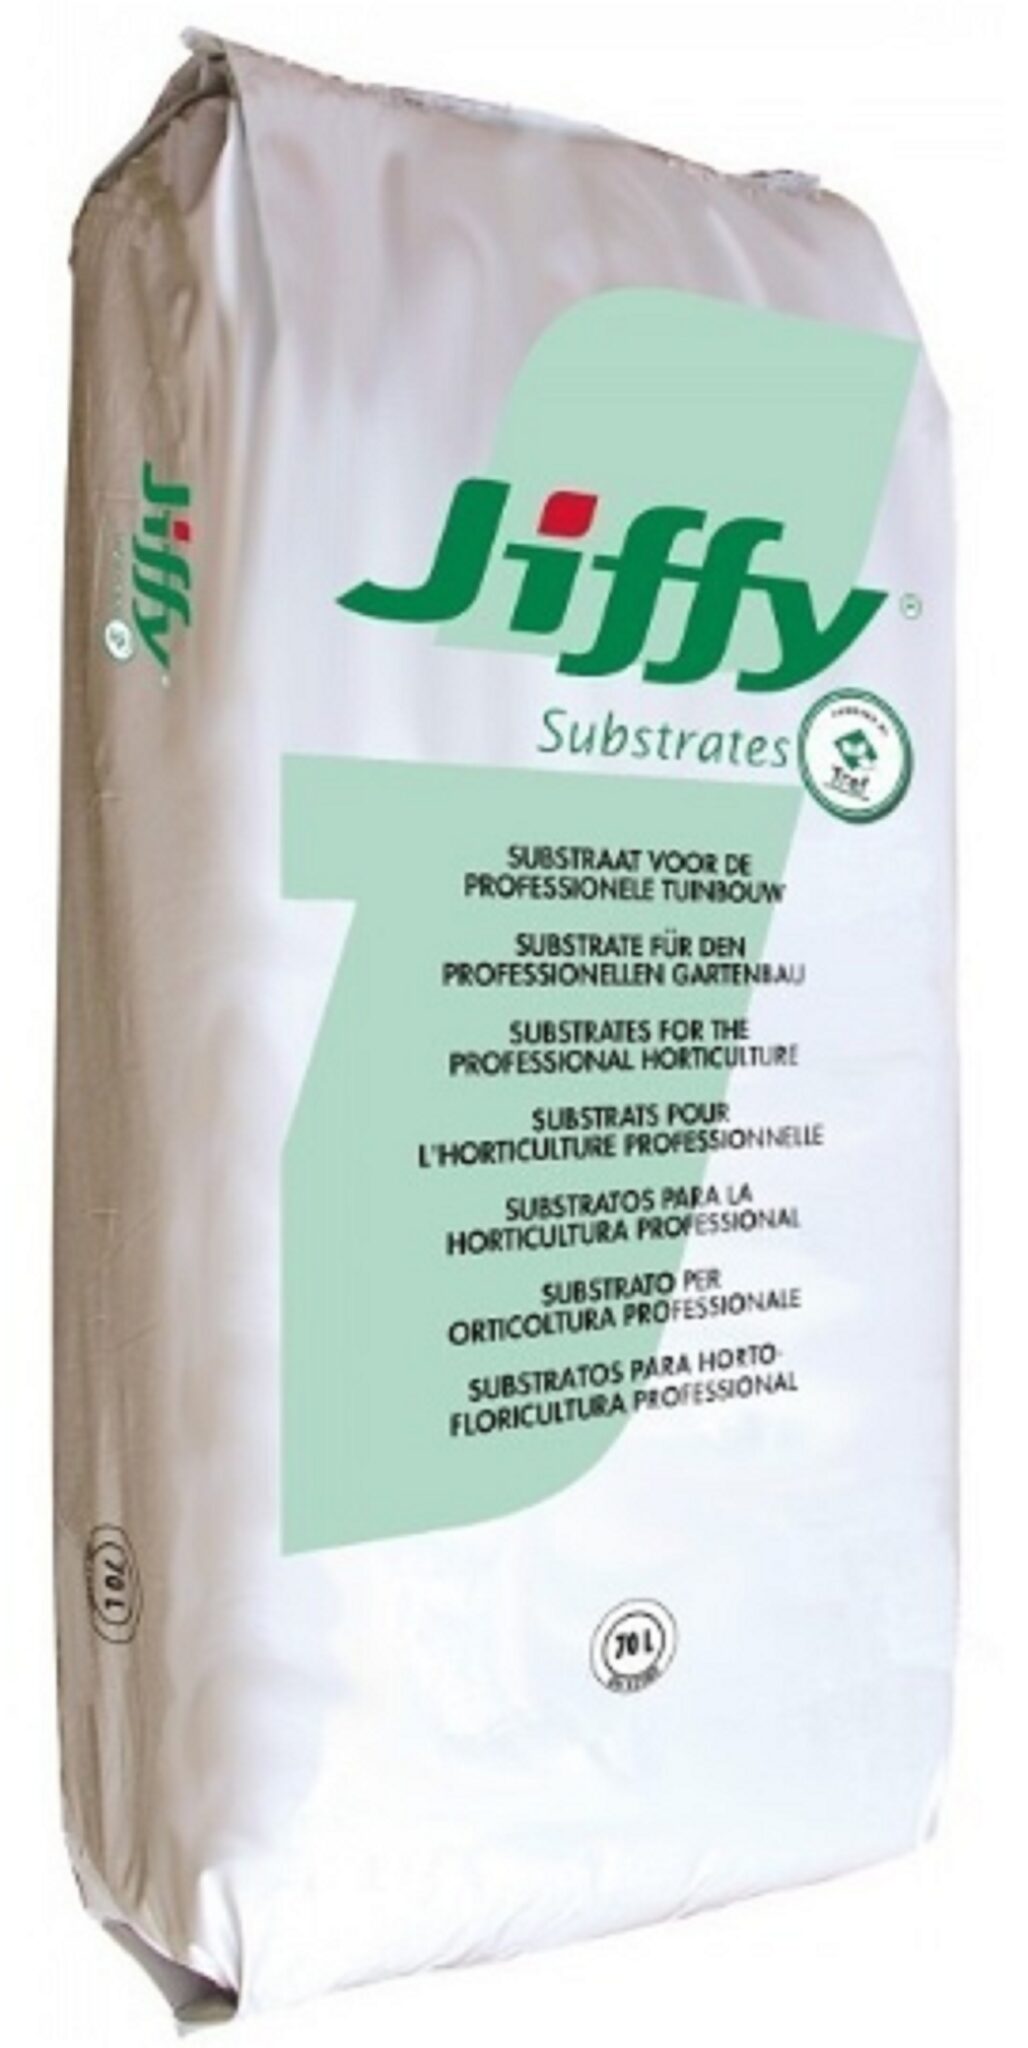 Jiffy
Substrates
Tref
SUBSTRAAT VOOR DE
PROFESSIONELE TUINBOUW
SUBSTRATE FÜR DEN
PROFESSIONELLEN GARTENBAU
SUBSTRATES FOR THE
PROFESSIONAL HORTICULTURE
SUBSTRATS POUR
L'HORTICULTURE PROFESSIONNELLE
SUBSTRATOS PARA LA
HORTICULTURA PROFESSIONAL
SUBSTRATO PER
ORTICOLTURA PROFESSIONALE
SUBSTRATOS PARA HORTO-
FLORICULTURA PROFESSIONAL
70 L
Jiffy
70 L